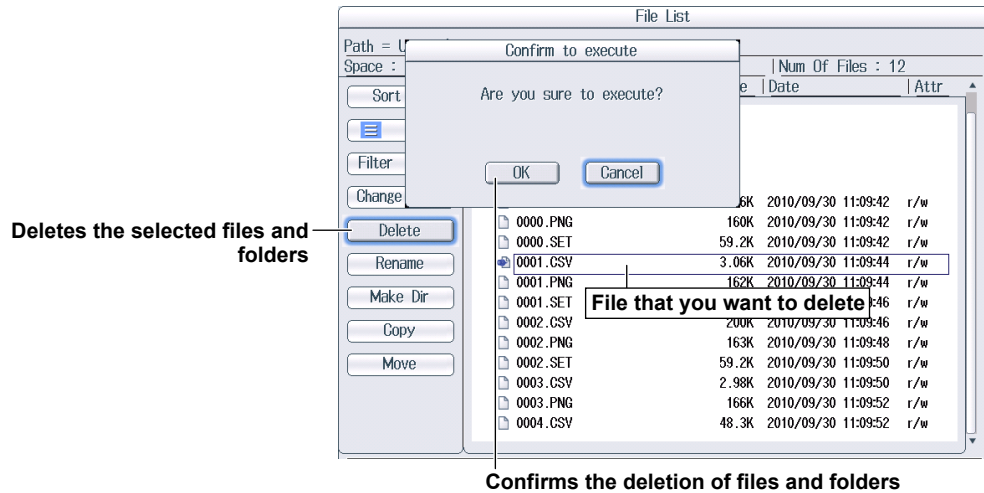 File List
Path = U
Confirm to execute
Space :
|Num Of Files : 12
Sort
Are you sure to execute?
e |Date |Attr
Filter
OK Cancel
Change
6K 2010/09/30 11:09:42 r/w
Deletes the selected files and
folders
Delete
0000.PNG 160K 2010/09/30 11:09:42 r/w
0000.SET 59.2K 2010/09/30 11:09:42 r/w
Rename
0001.CSV 3.06K 2010/09/30 11:09:44 r/w
0001.PNG 162K 2010/09/30 11:09:44 r/w
Make Dir
0001.SET :46 r/w
File that you want to delete
Copy
0002.CSV 200K 2010/09/30 11:09:46 r/w
0002.PNG 163K 2010/09/30 11:09:48 r/w
Move
0002.SET 59.2K 2010/09/30 11:09:50 r/w
0003.CSV 2.98K 2010/09/30 11:09:50 r/w
0003.PNG 166K 2010/09/30 11:09:52 r/w
0004.CSV 48.3K 2010/09/30 11:09:52 r/w
Confirms the deletion of files and folders